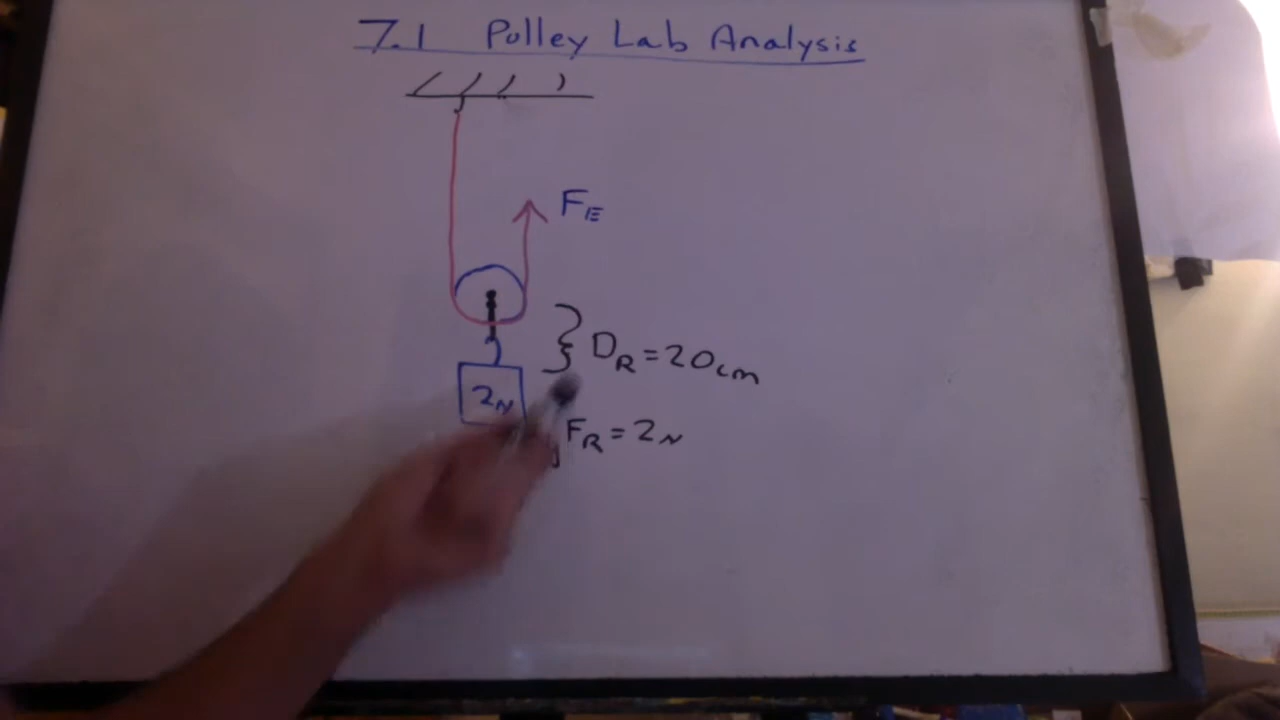 7.1 Pulley Lab Analysis
FE
DR = 20cm
2N
FR = 2N